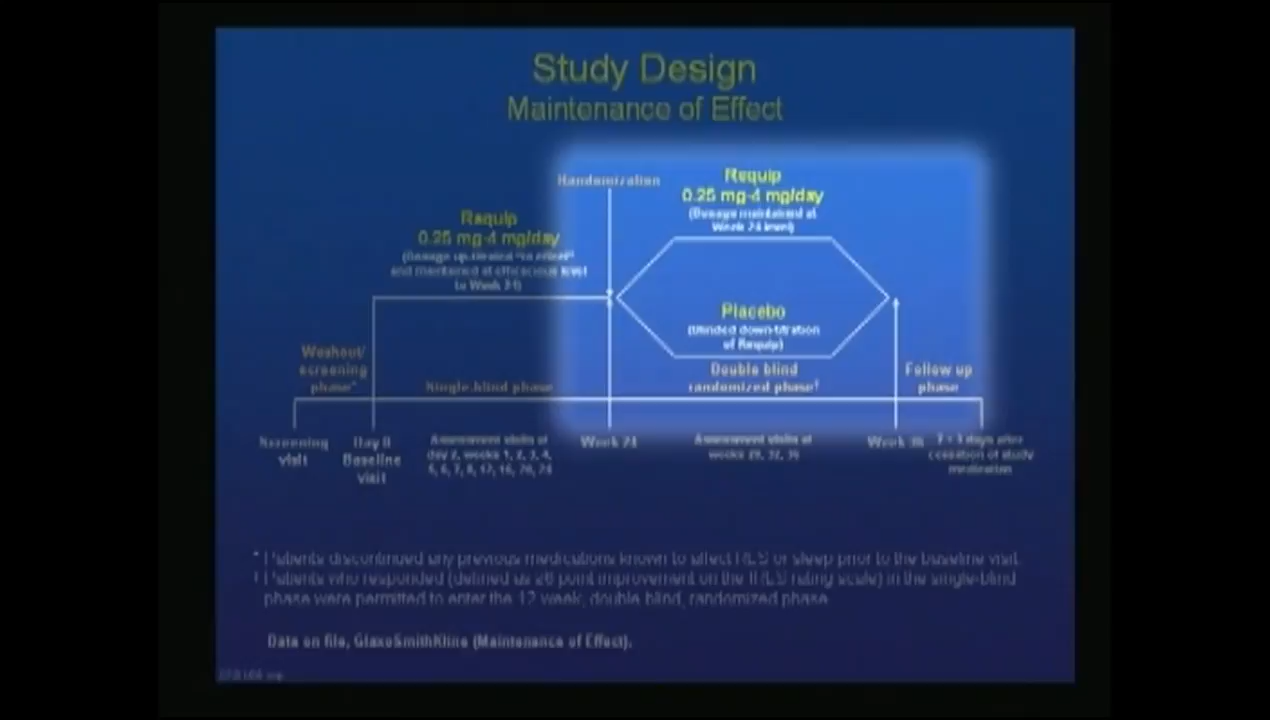 Study Design
Maintenance of Effect
Randomization
Requip
0.25 mg-4 mg/day
(Dosage maintained at
Week 24 level)
Requip
0.25 mg-4 mg/day
(Dosage up-titrated "to effect"
and maintained at efficacious level
to Week 24)
Placebo
(blinded down-titration
of Requip)
Washout/
screening
phase*
Single-blind phase
Double blind
randomized phase†
Follow up
phase
Screening
visit
Day 0
Baseline
visit
Assessment visits at
day 2, weeks 1, 2, 3, 4,
5, 6, 7, 8, 12, 16, 20, 24
Week 24
Assessment visits at
weeks 28, 32, 36
Week 36
days after
cessation of study
medication
* Patients discontinued any previous medications known to affect RLS or sleep prior to the baseline visit.
† Patients who responded (defined as point improvement on the IRLS rating scale) in the single-blind
phase were permitted to enter the 12 week, double blind, randomized phase
Data on file, GlaxoSmithKline (Maintenance of Effect).